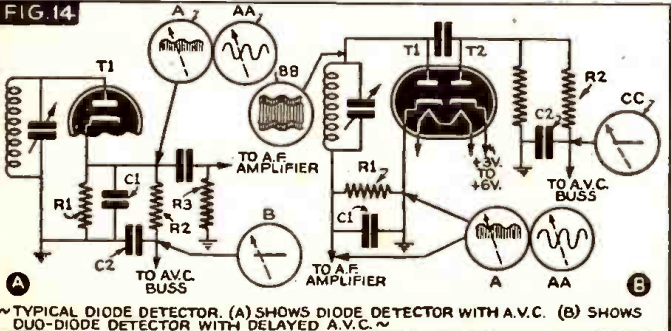 FIG.14
A
AA
T1
BB
T1
T2
R2
C2
CC
R1
C1
R2
R3
TO A.F.
AMPLIFIER
B
C2
TO A.V.C.
BUSS
R1
C1
+3V.
TO
+6V.
TO A.V.C.
BUSS
TO A.F.
AMPLIFIER
A
AA
A
B
~TYPICAL DIODE DETECTOR. (A) SHOWS DIODE DETECTOR WITH A.V.C. (B) SHOWS
DUO-DIODE DETECTOR WITH DELAYED A.V.C.~